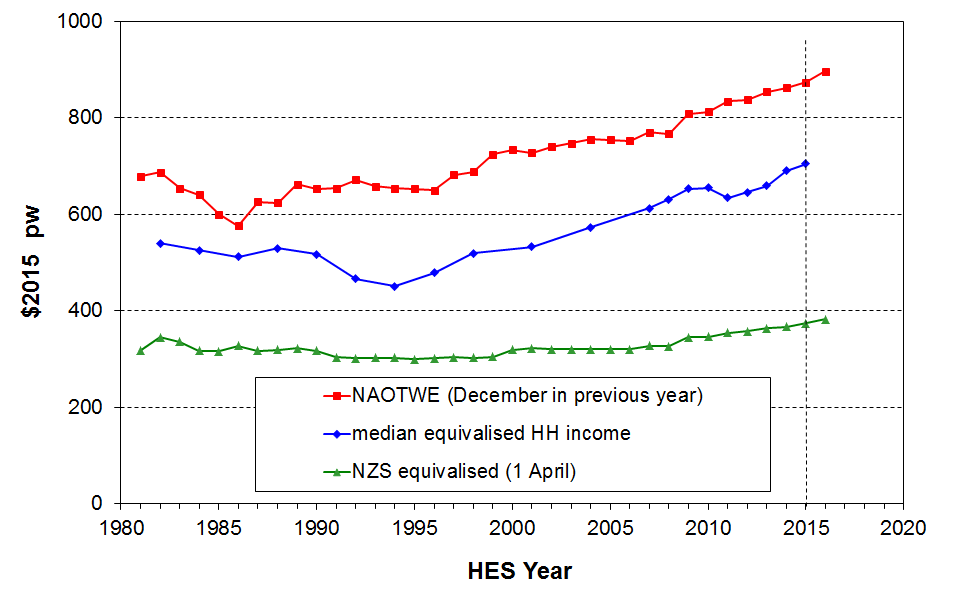 1000
800
600
400
200
0
$2015 pw
NAOTWE (December in previous year)
median equivalised HH income
NZS equivalised (1 April)
1980 1985 1990 1995 2000 2005 2010 2015 2020
HES Year